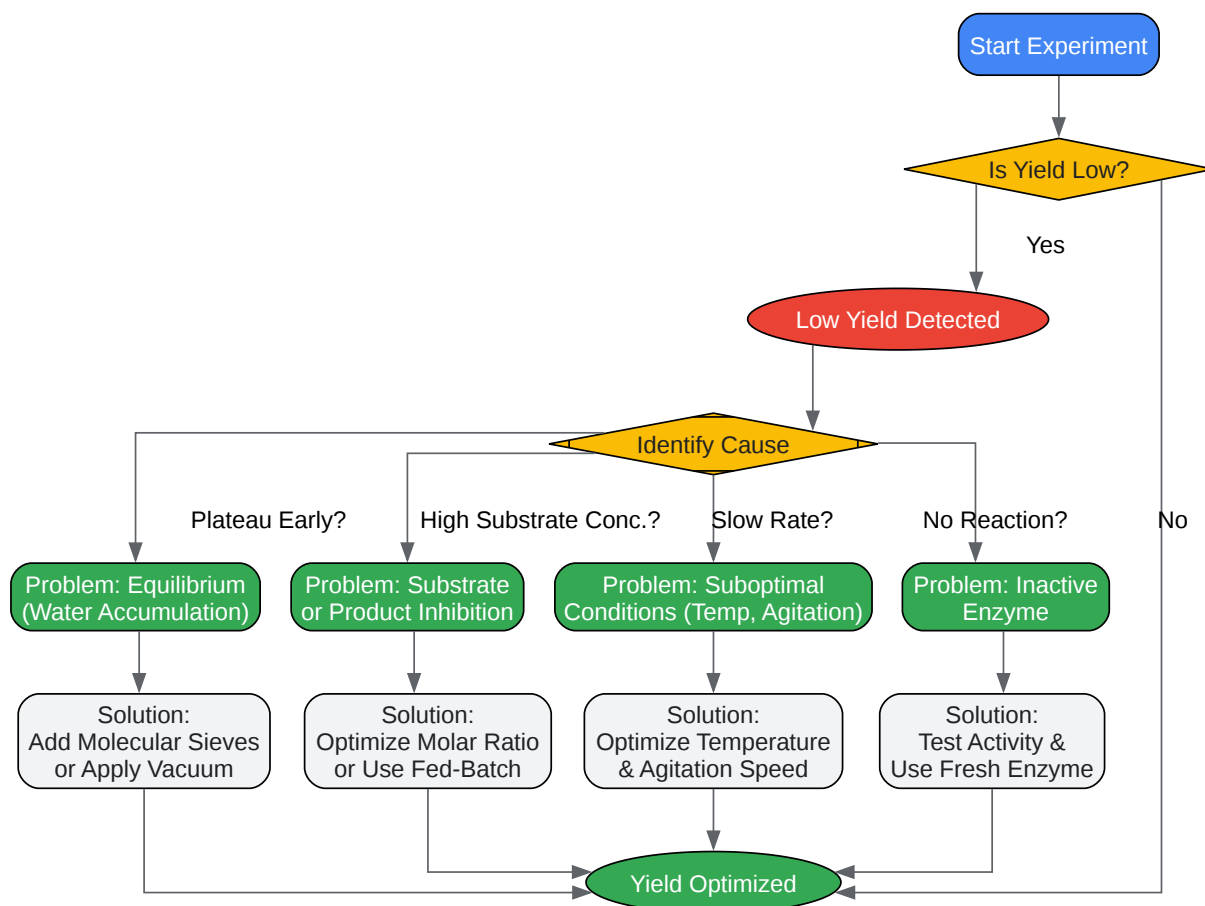 Start Experiment
Is Yield Low?
Yes
Low Yield Detected
Identify Cause
Plateau Early?
High Substrate Conc.?
Slow Rate?
No Reaction?
No
Problem: Equilibrium
(Water Accumulation)
Problem: Substrate
or Product Inhibition
Problem: Suboptimal
Conditions (Temp, Agitation)
Problem: Inactive
Enzyme
Solution:
Add Molecular Sieves
or Apply Vacuum
Solution:
Optimize Molar Ratio
or Use Fed-Batch
Solution:
Optimize Temperature
& Agitation Speed
Solution:
Test Activity &
Use Fresh Enzyme
Yield Optimized